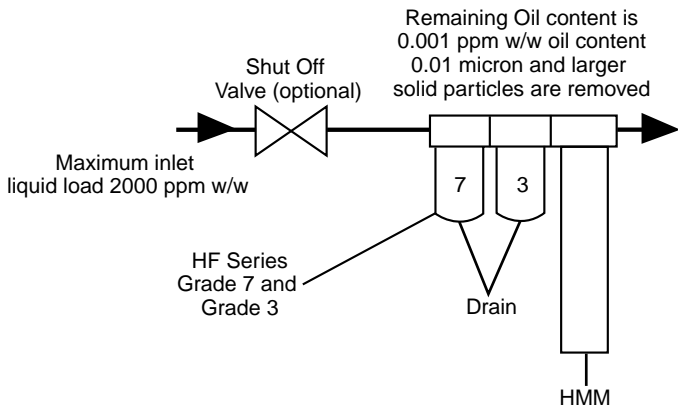 Remaining Oil content is
0.001 ppm w/w oil content
0.01 micron and larger
solid particles are removed
Shut Off
Valve (optional)
Maximum inlet
liquid load 2000 ppm w/w
7
3
HF Series
Grade 7 and
Grade 3
Drain
HMM